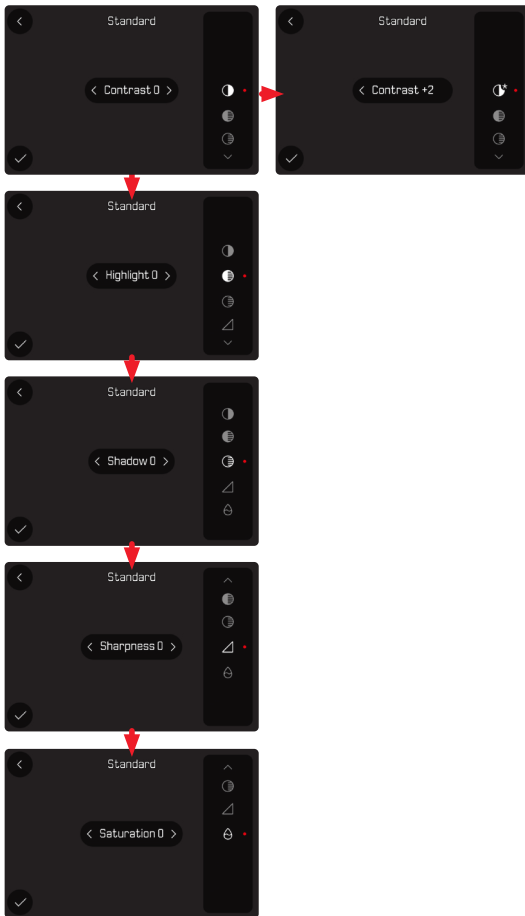 Standard
Contrast 0
Standard
Contrast +2
Standard
Highlight 0
Standard
Shadow 0
Standard
Sharpness 0
Standard
Saturation 0